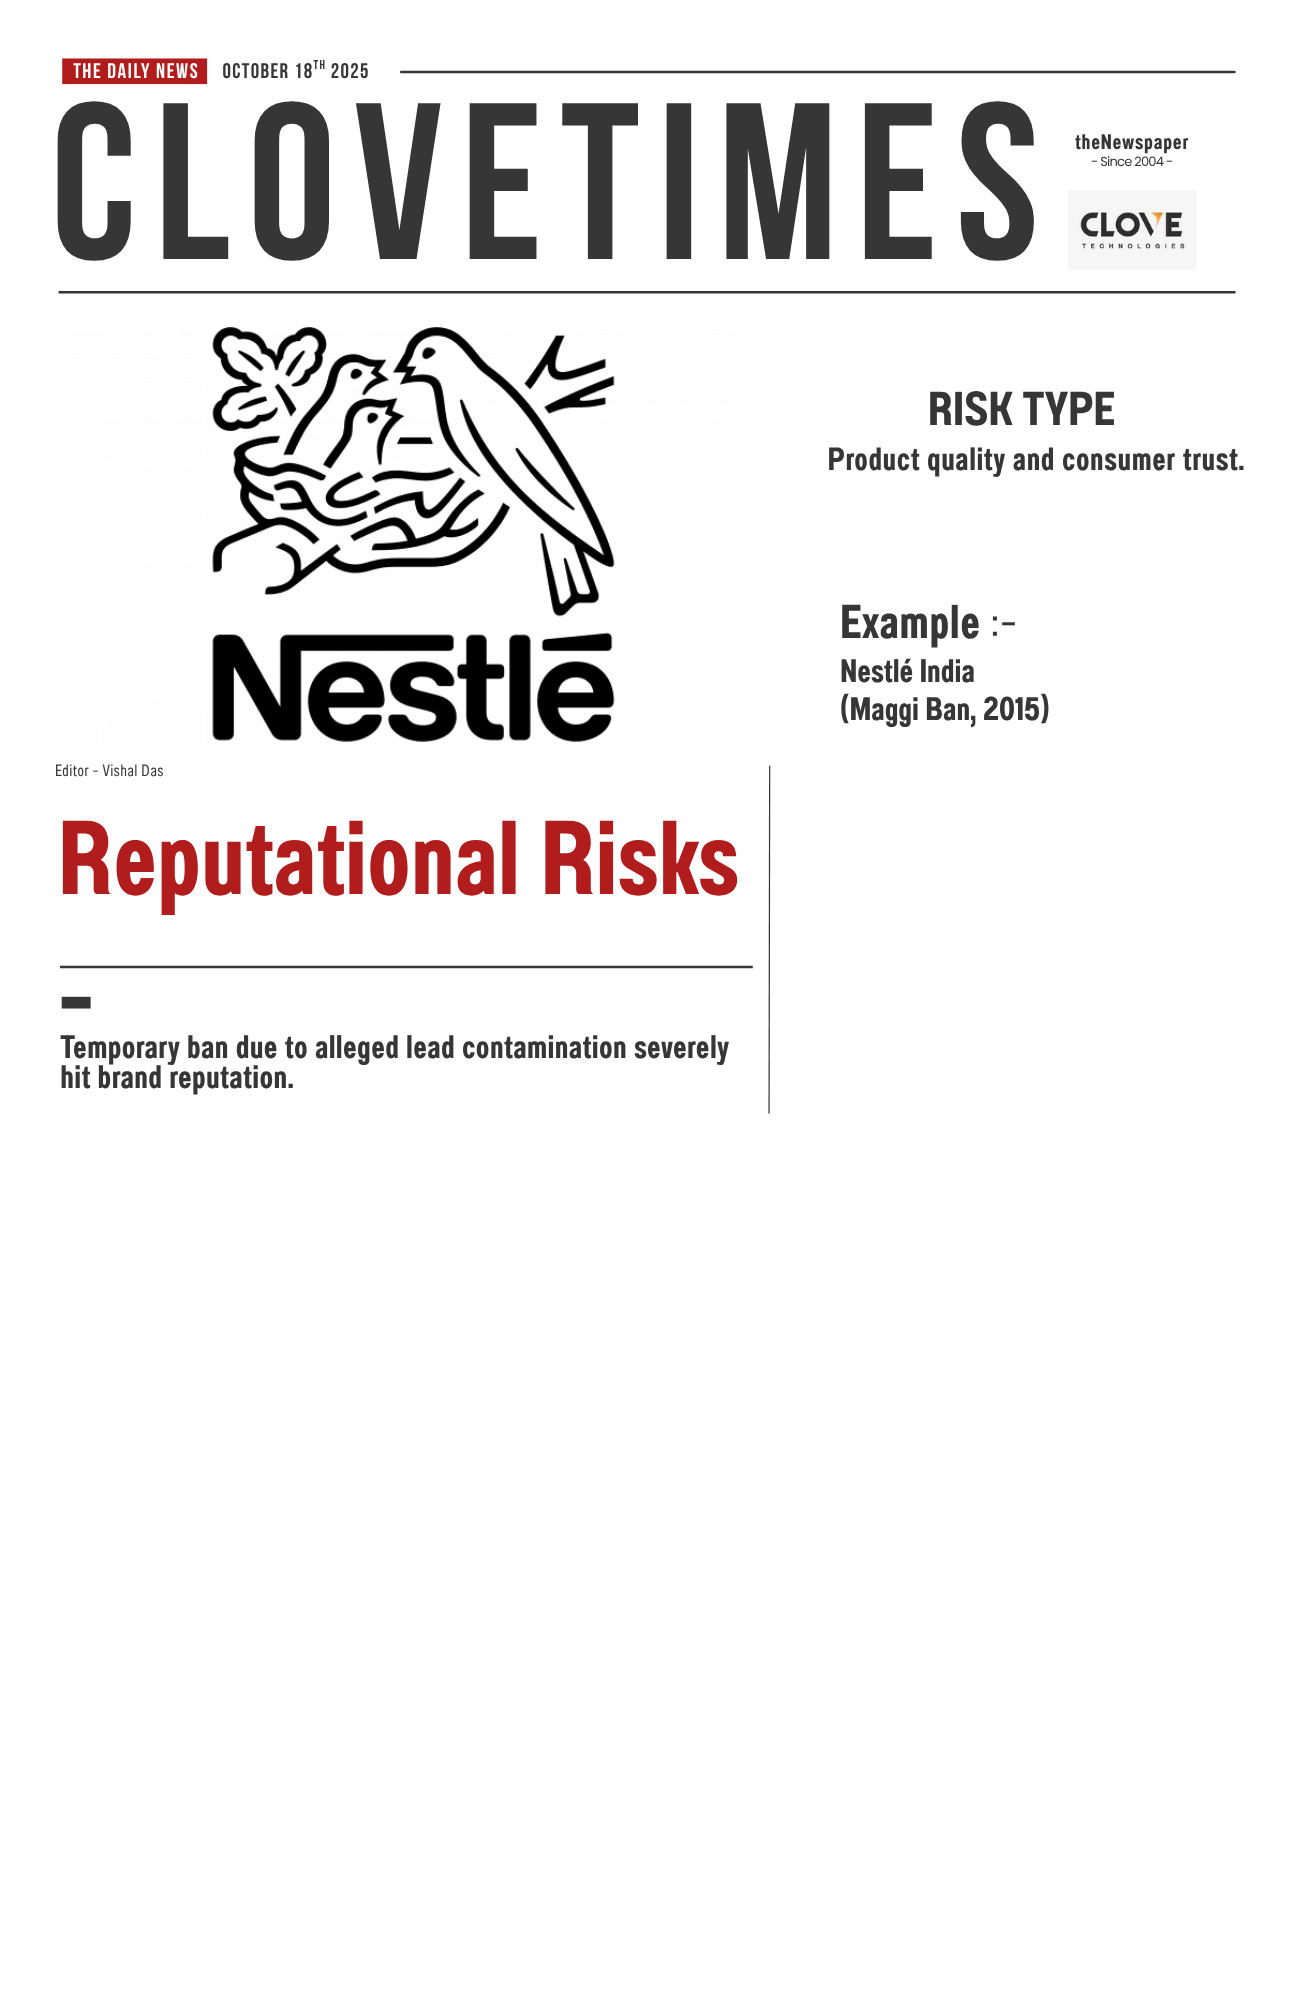 THE DAILY NEWS OCTOBER 18TH 2025
CLOVETIMES
theNewspaper
- Since 2004 -
CLOVE
TECHNOLOGIES
Nestlé
RISK TYPE
Product quality and consumer trust.
Example :-
Nestlé India
(Maggi Ban, 2015)
Editor - Vishal Das
Reputational Risks
Temporary ban due to alleged lead contamination severely
hit brand reputation.